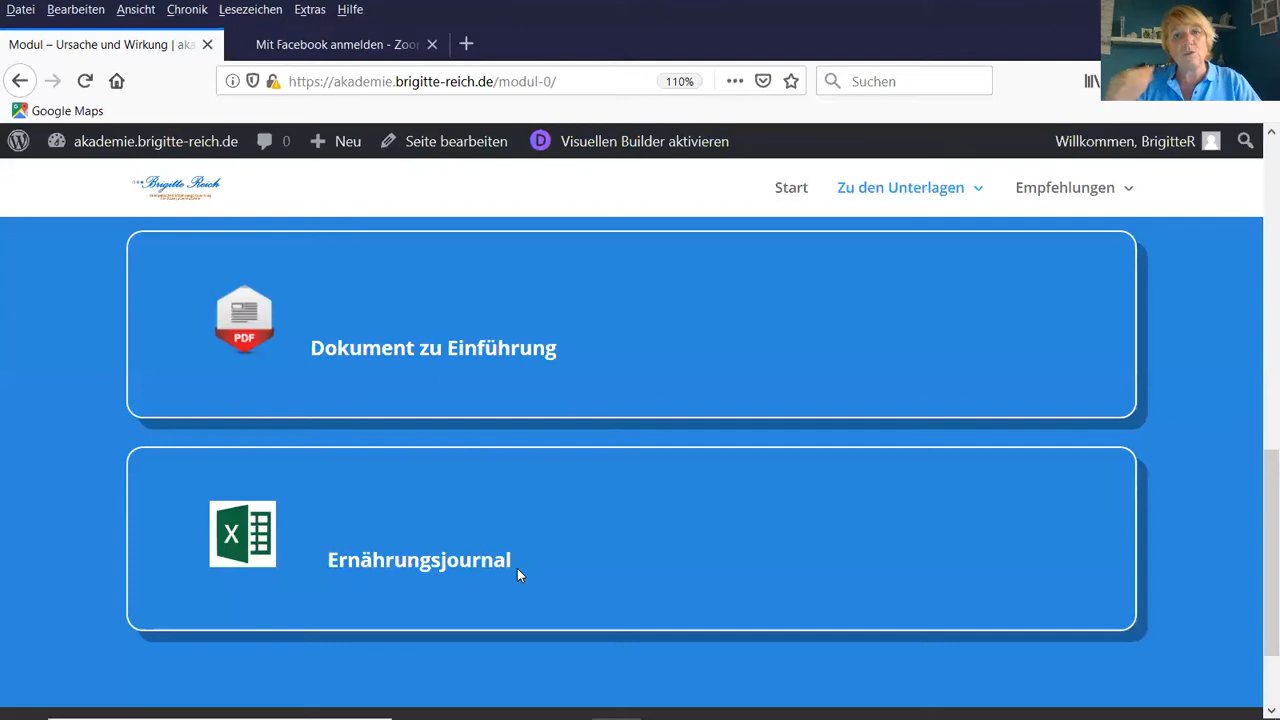 Datei Bearbeiten Ansicht Chronik Lesezeichen Extras Hilfe
Modul – Ursache und Wirkung | aka
Mit Facebook anmelden - Zoo
https://akademie.brigitte-reich.de/modul-0/
110%
Suchen
Google Maps
akademie.brigitte-reich.de 0 Neu Seite bearbeiten D Visuellen Builder aktivieren Willkommen, BrigitteR
Brigitte Reich
Start Zu den Unterlagen Empfehlungen
PDF
Dokument zu Einführung
X
Ernährungsjournal